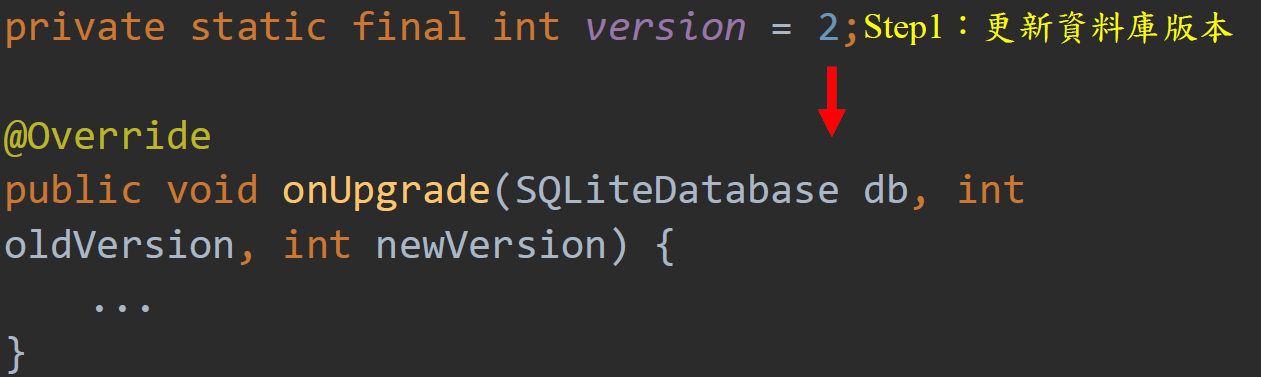 private static final int version = 2;Step1：更新資料庫版本
@Override
public void onUpgrade(SQLiteDatabase db, int
oldVersion, int newVersion) {
...
}